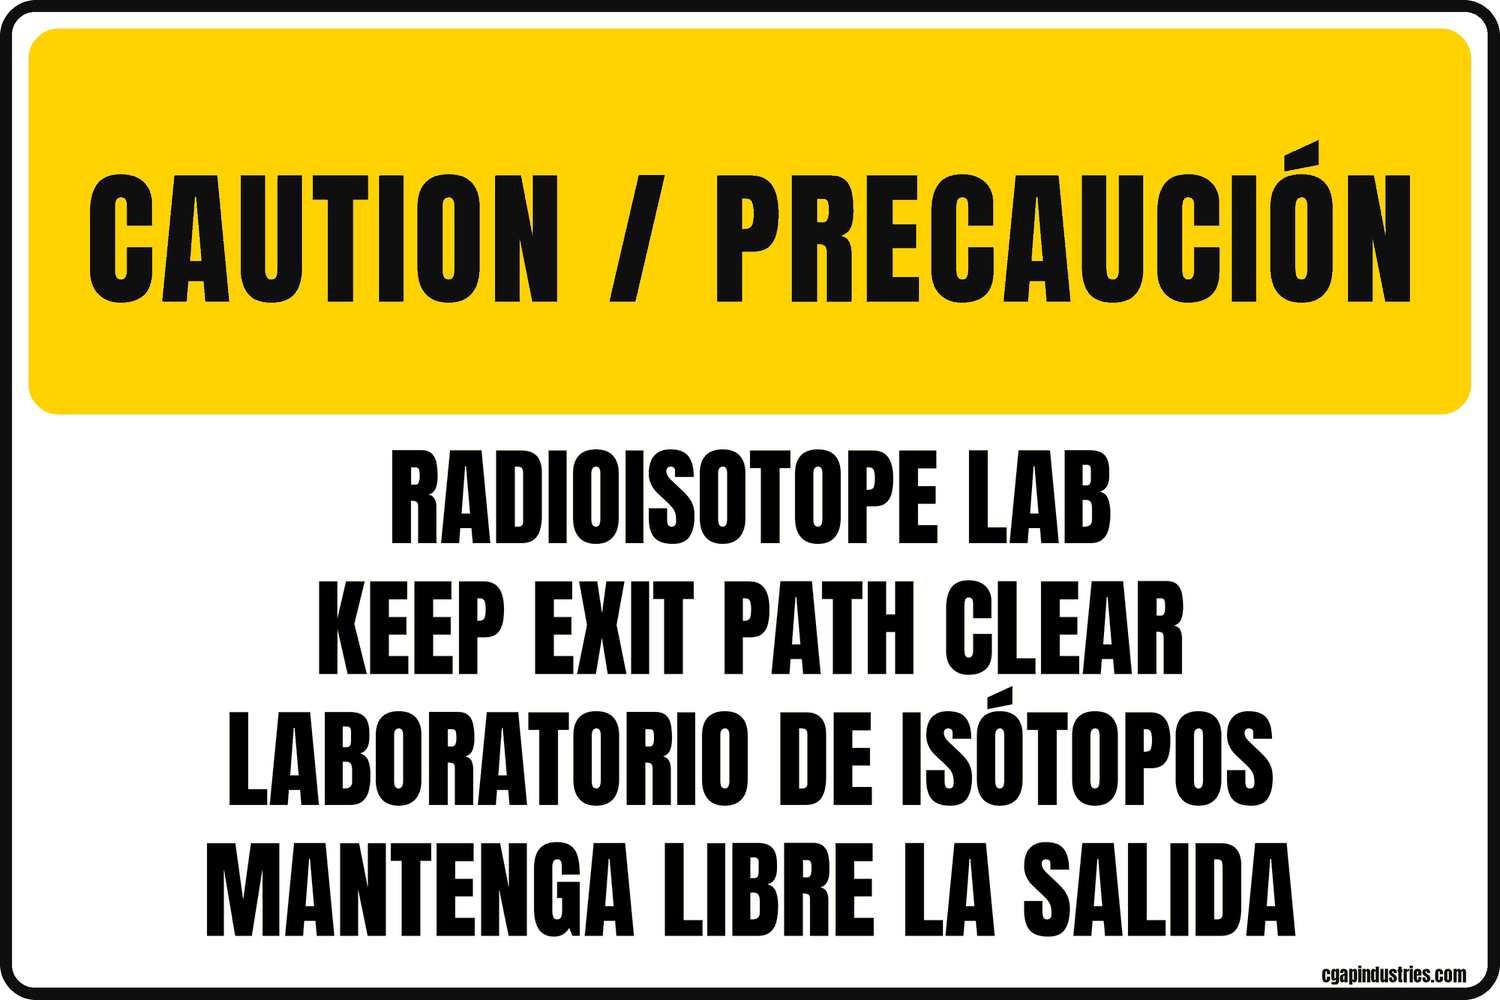 CAUTION / PRECAUCIÓN
RADIOISOTOPE LAB
KEEP EXIT PATH CLEAR
LABORATORIO DE ISÓTOPOS
MANTENGA LIBRE LA SALIDA
cgapindustries.com